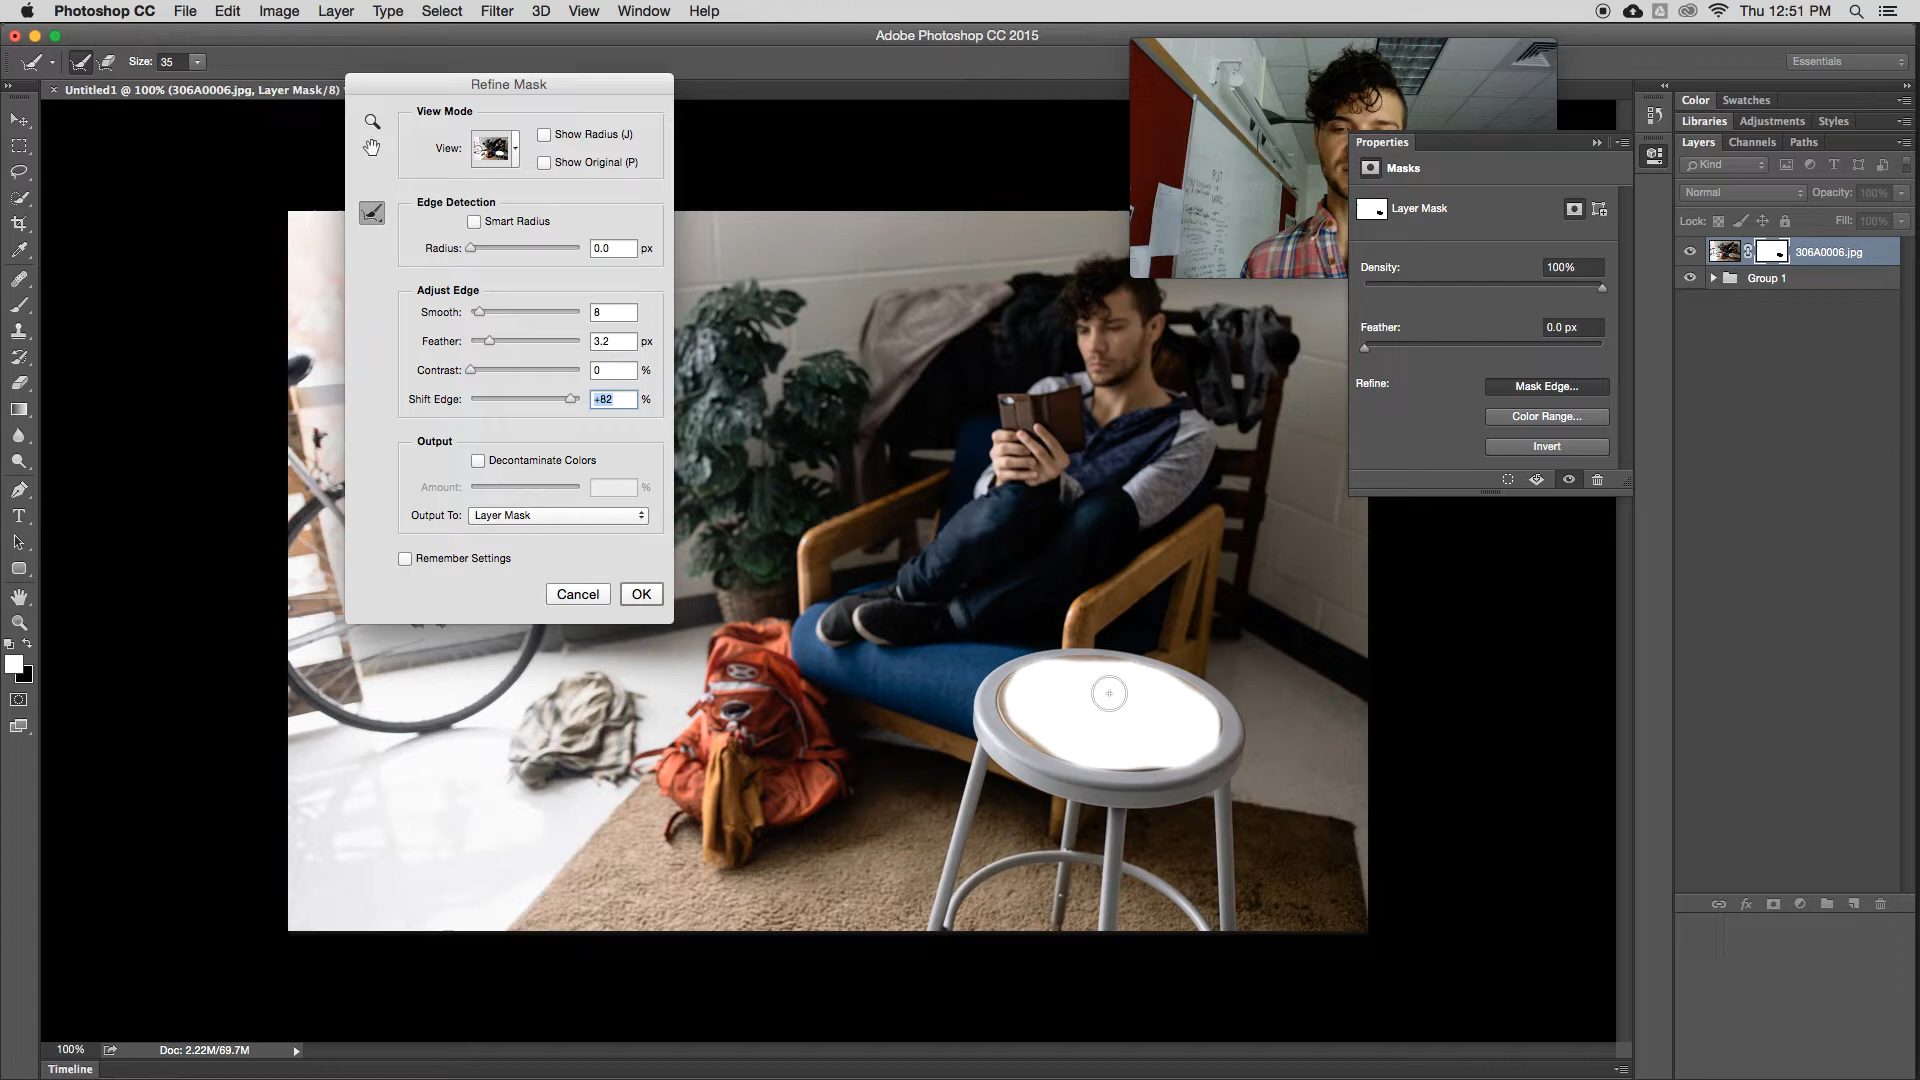 Photoshop CC File Edit Image Layer Type Select Filter 3D View Window Help Thu 12:51 PM
Adobe Photoshop CC 2015
Size: 35 Essentials
× Untitled1 @ 100% (306A0006.jpg, Layer Mask/8)
Refine Mask
View Mode
View:
Show Radius (J)
Show Original (P)
Edge Detection
Smart Radius
Radius: 0.0 px
Adjust Edge
Smooth: 8
Feather: 3.2 px
Contrast: 0 %
Shift Edge: +82 %
Output
Decontaminate Colors
Amount: %
Output To: Layer Mask
Remember Settings
Cancel OK
Properties
Masks
Layer Mask
Density: 100%
Feather: 0.0 px
Refine: Mask Edge...
Color Range...
Invert
Color Swatches
Libraries Adjustments Styles
Layers Channels Paths
Kind
Normal Opacity: 100%
Lock: Fill: 100%
306A0006.jpg
Group 1
100% Doc: 2.22M/69.7M
Timeline